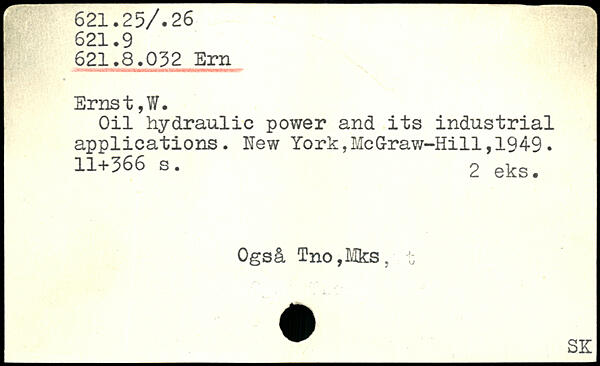 621.25/.26
621.9
621.8.032 Ern
Ernst,W.
Oil hydraulic power and its industrial
applications. New York,McGraw-Hill,1949.
11+366 s.
2 eks.
Også Tno,Mks,
SK